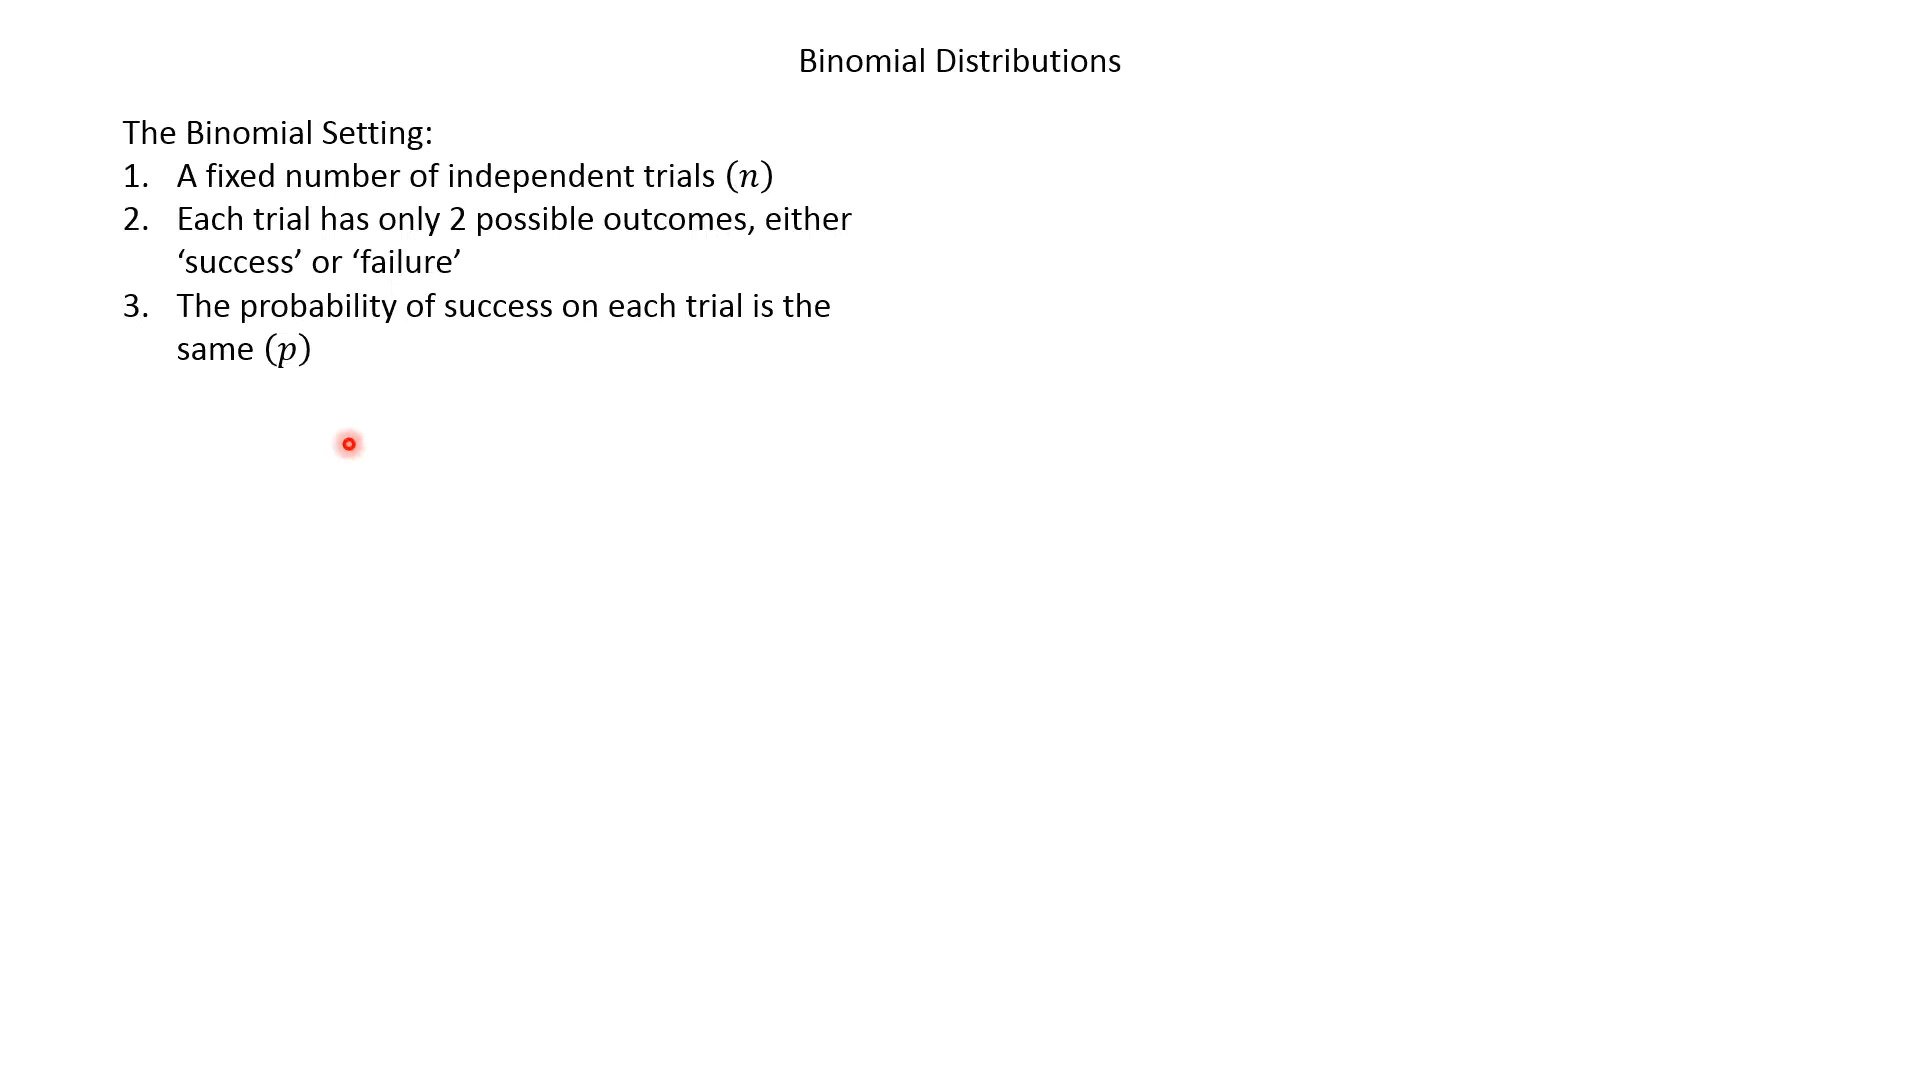 Binomial Distributions
The Binomial Setting:
1. A fixed number of independent trials (n)
2. Each trial has only 2 possible outcomes, either
‘success’ or ‘failure’
3. The probability of success on each trial is the
same (p)